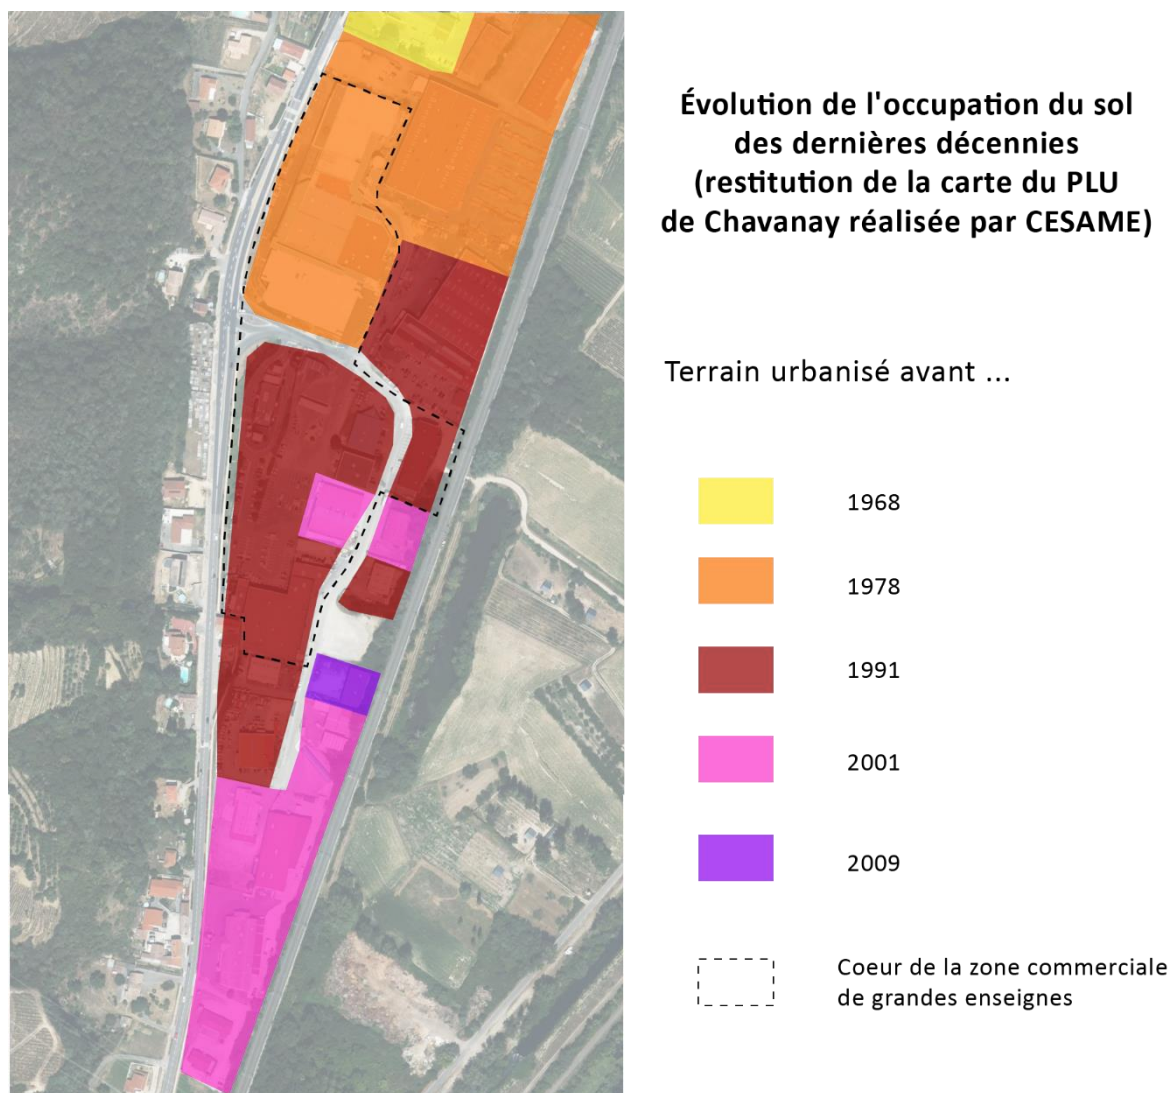 Évolution de l'occupation du sol
des dernières décennies
(restitution de la carte du PLU
de Chavanay réalisée par CESAME)
Terrain urbanisé avant ...
1968
1978
1991
2001
2009
Coeur de la zone commerciale
de grandes enseignes